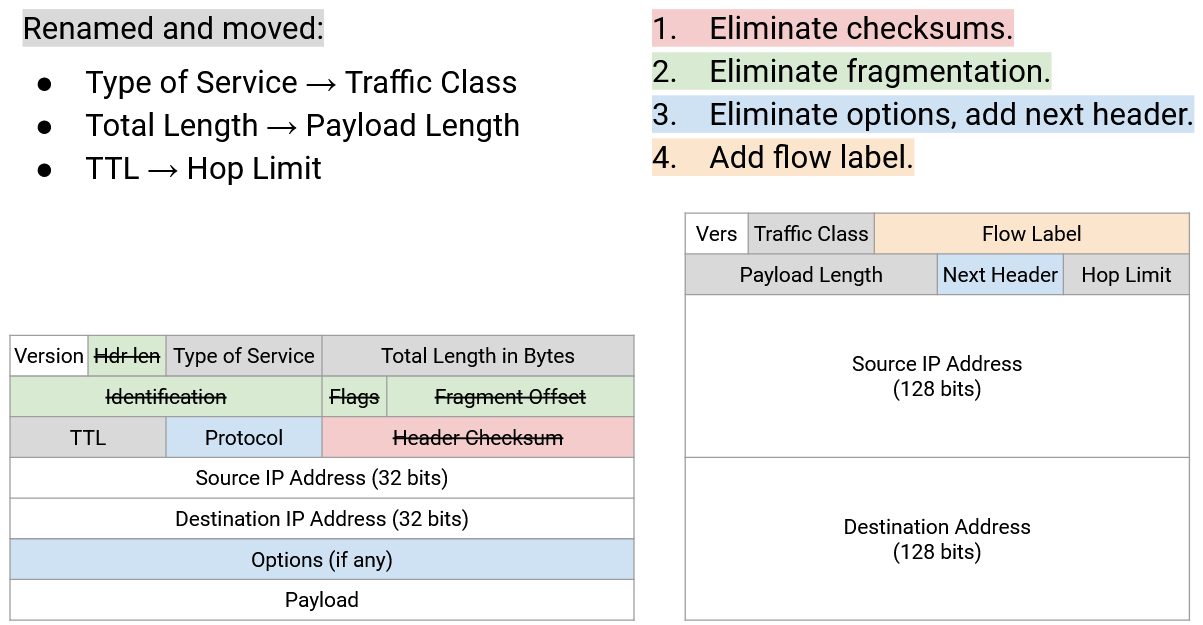 Renamed and moved:
● Type of Service → Traffic Class
● Total Length → Payload Length
● TTL → Hop Limit
1. Eliminate checksums.
2. Eliminate fragmentation.
3. Eliminate options, add next header.
4. Add flow label.
Version Hdr len Type of Service Total Length in Bytes
Identification Flags Fragment Offset
TTL Protocol Header Checksum
Source IP Address (32 bits)
Destination IP Address (32 bits)
Options (if any)
Payload
Vers Traffic Class Flow Label
Payload Length Next Header Hop Limit
Source IP Address
(128 bits)
Destination Address
(128 bits)